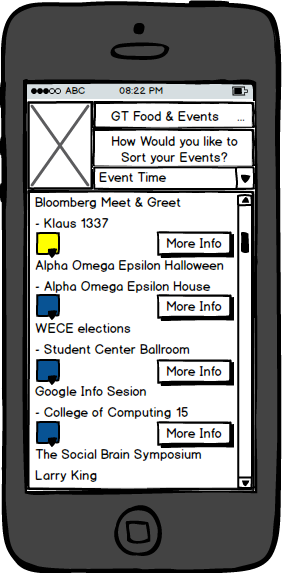 ABC 08:22 PM
GT Food & Events ...
How Would you like to
Sort your Events?
Event Time
Bloomberg Meet & Greet
- Klaus 1337
More Info
Alpha Omega Epsilon Halloween
- Alpha Omega Epsilon House
More Info
WECE elections
- Student Center Ballroom
More Info
Google Info Sesion
- College of Computing 15
More Info
The Social Brain Symposium
Larry King